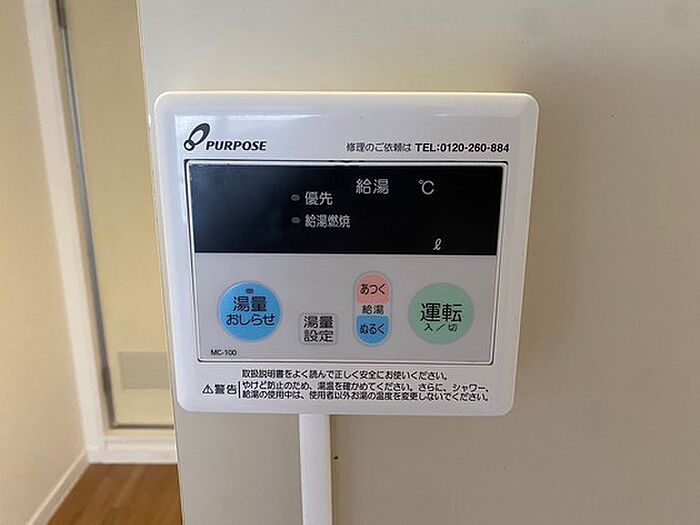 PURPOSE
修理のご依頼は TEL:0120-260-884
給湯 ℃
優先
給湯燃焼
ℓ
湯量
おしらせ
湯量
設定
あつく
給湯
ぬるく
運転
入／切
MC-100
取扱説明書をよく読んで正しく安全にお使いください。
⚠警告 やけど防止のため、湯温を確かめてください。さらに、シャワー、
給湯の使用中は、使用者以外お湯の温度を変更しないでください。